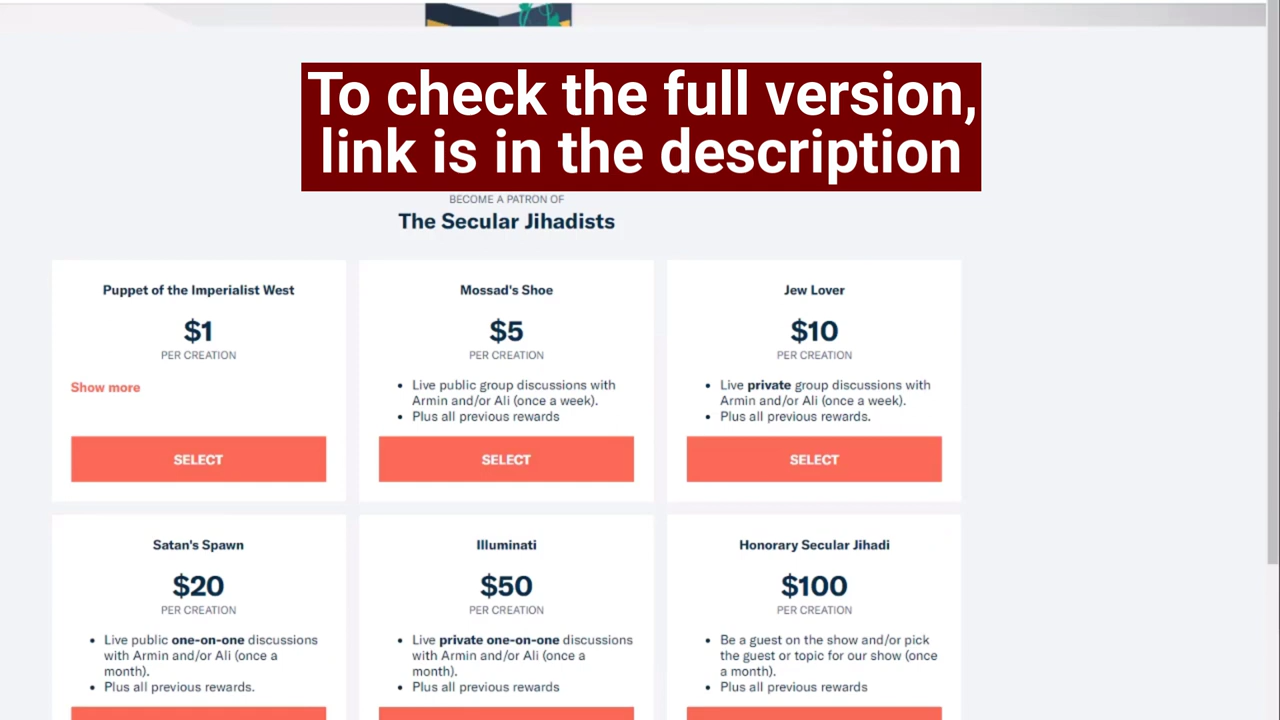 To check the full version,
link is in the description
BECOME A PATRON OF
The Secular Jihadists
Puppet of the Imperialist West
$1
PER CREATION
Show more
SELECT
Mossad's Shoe
$5
PER CREATION
• Live public group discussions with
Armin and/or Ali (once a week).
• Plus all previous rewards
SELECT
Jew Lover
$10
PER CREATION
• Live private group discussions with
Armin and/or Ali (once a week).
• Plus all previous rewards.
SELECT
Satan's Spawn
$20
PER CREATION
• Live public one-on-one discussions
with Armin and/or Ali (once a
month).
• Plus all previous rewards.
Illuminati
$50
PER CREATION
• Live private one-on-one discussions
with Armin and/or Ali (once a
month).
• Plus all previous rewards
Honorary Secular Jihadi
$100
PER CREATION
• Be a guest on the show and/or pick
the guest or topic for our show (once
a month).
• Plus all previous rewards